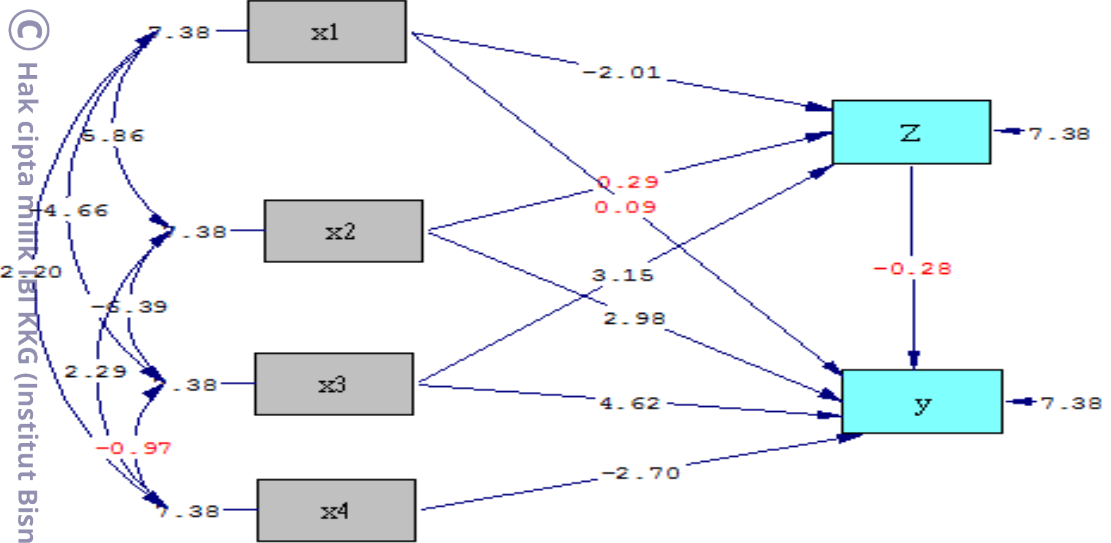 © Hak cipta milik IBI KKG (Institut Bisn
7.38
x1
-2.01
Z
7.38
5.86
0.29
-4.66
0.09
7.38
x2
-0.28
2.20
3.15
-6.39
2.98
2.29
.38
x3
4.62
y
7.38
-0.97
-2.70
7.38
x4